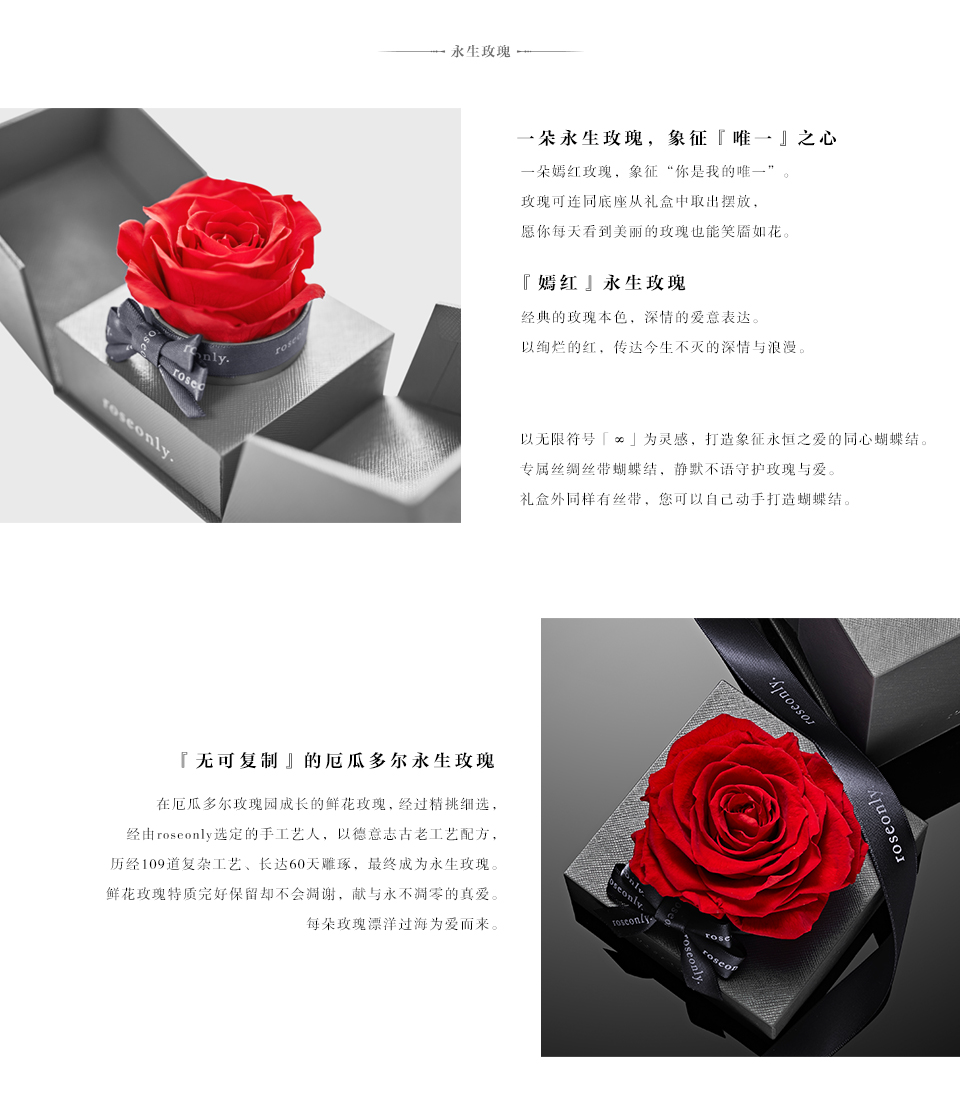 永生玫瑰
一朵永生玫瑰，象征『唯一』之心
一朵嫣红玫瑰，象征“你是我的唯一”。
玫瑰可连同底座从礼盒中取出摆放，
愿你每天看到美丽的玫瑰也能笑靥如花。
『嫣红』永生玫瑰
经典的玫瑰本色，深情的爱意表达。
以绚烂的红，传达今生不灭的深情与浪漫。
roseonly.
only.
rose
roseo
roseonly.
以无限符号「∞」为灵感，打造象征永恒之爱的同心蝴蝶结。
专属丝绸丝带蝴蝶结，静默不语守护玫瑰与爱。
礼盒外同样有丝带，您可以自己动手打造蝴蝶结。
『无可复制』的厄瓜多尔永生玫瑰
在厄瓜多尔玫瑰园成长的鲜花玫瑰，经过精挑细选，
经由roseonly选定的手工艺人，以德意志古老工艺配方，
历经109道复杂工艺、长达60天雕琢，最终成为永生玫瑰。
鲜花玫瑰特质完好保留却不会凋谢，献与永不凋零的真爱。
每朵玫瑰漂洋过海为爱而来。
roseonly.
roseonly.
roseonly.
roseonly.
roseonly.